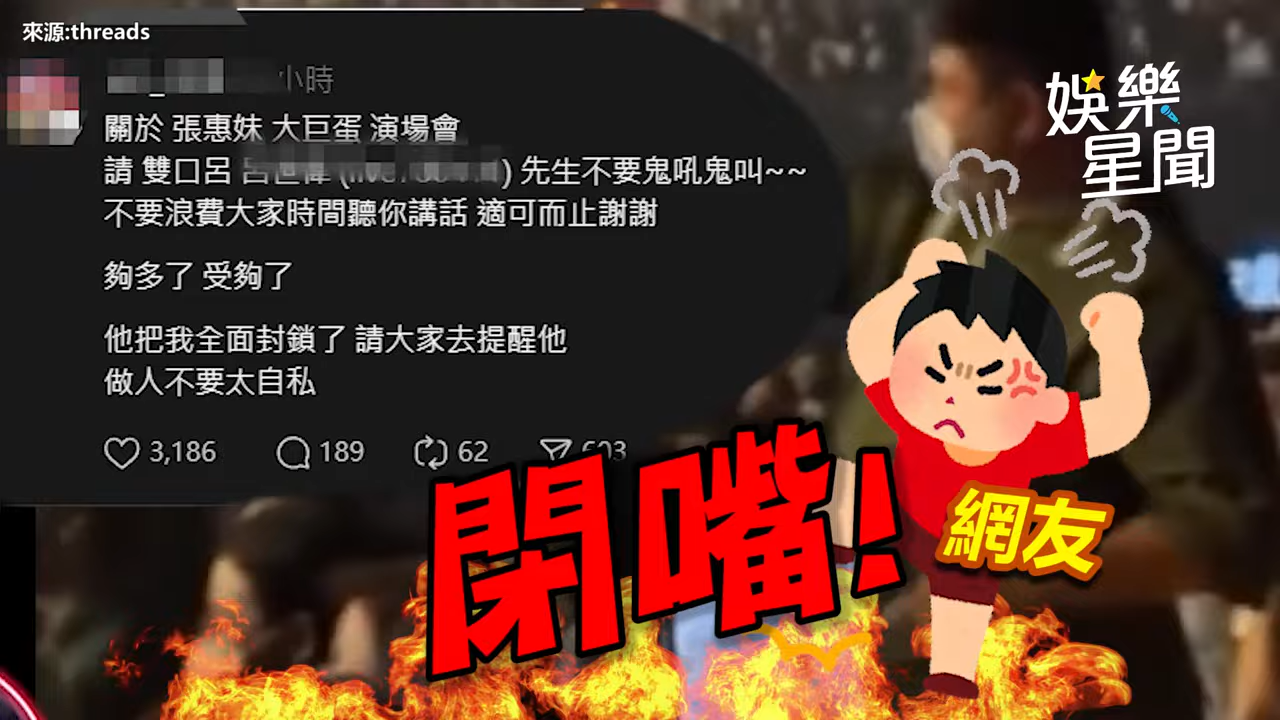 來源:threads
小時
關於 張惠妹 大巨蛋 演場會
請 雙口呂 先生不要鬼吼鬼叫~~
不要浪費大家時間聽你講話 適可而止謝謝
夠多了 受夠了
他把我全面封鎖了 請大家去提醒他
做人不要太自私
3,186 189 62 603
閉嘴!
網友
娛樂
星聞